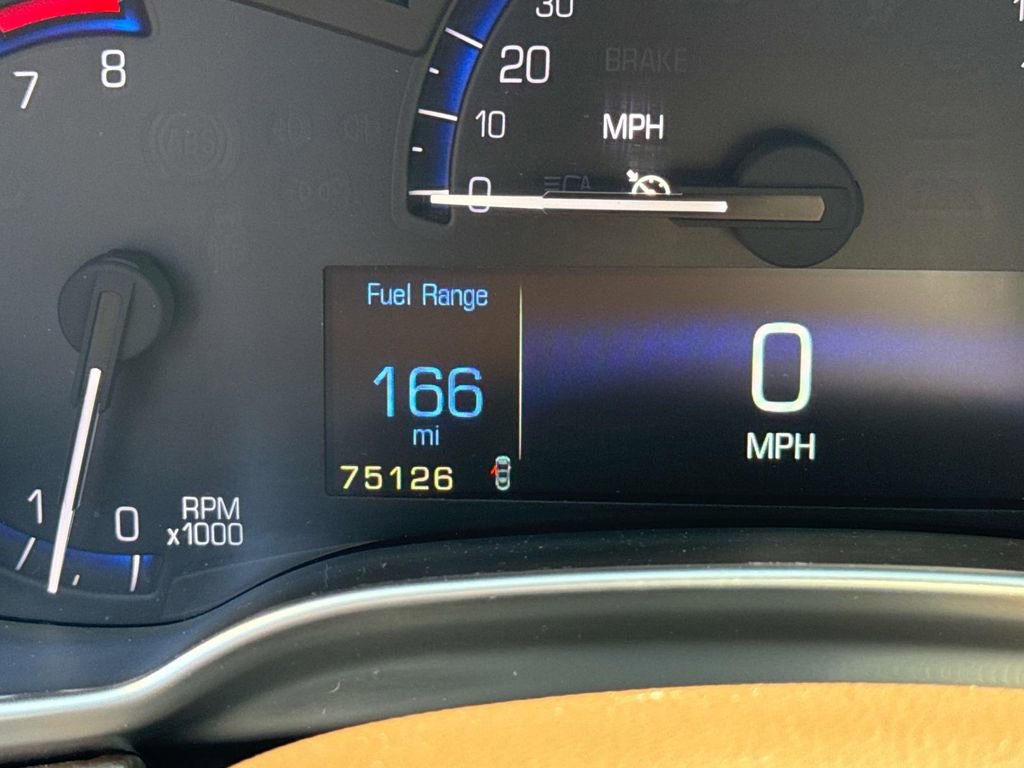 30
20
BRAKE
10
MPH
0
7
8
Fuel Range
166
mi
75126
0
MPH
1
0
RPM
x1000